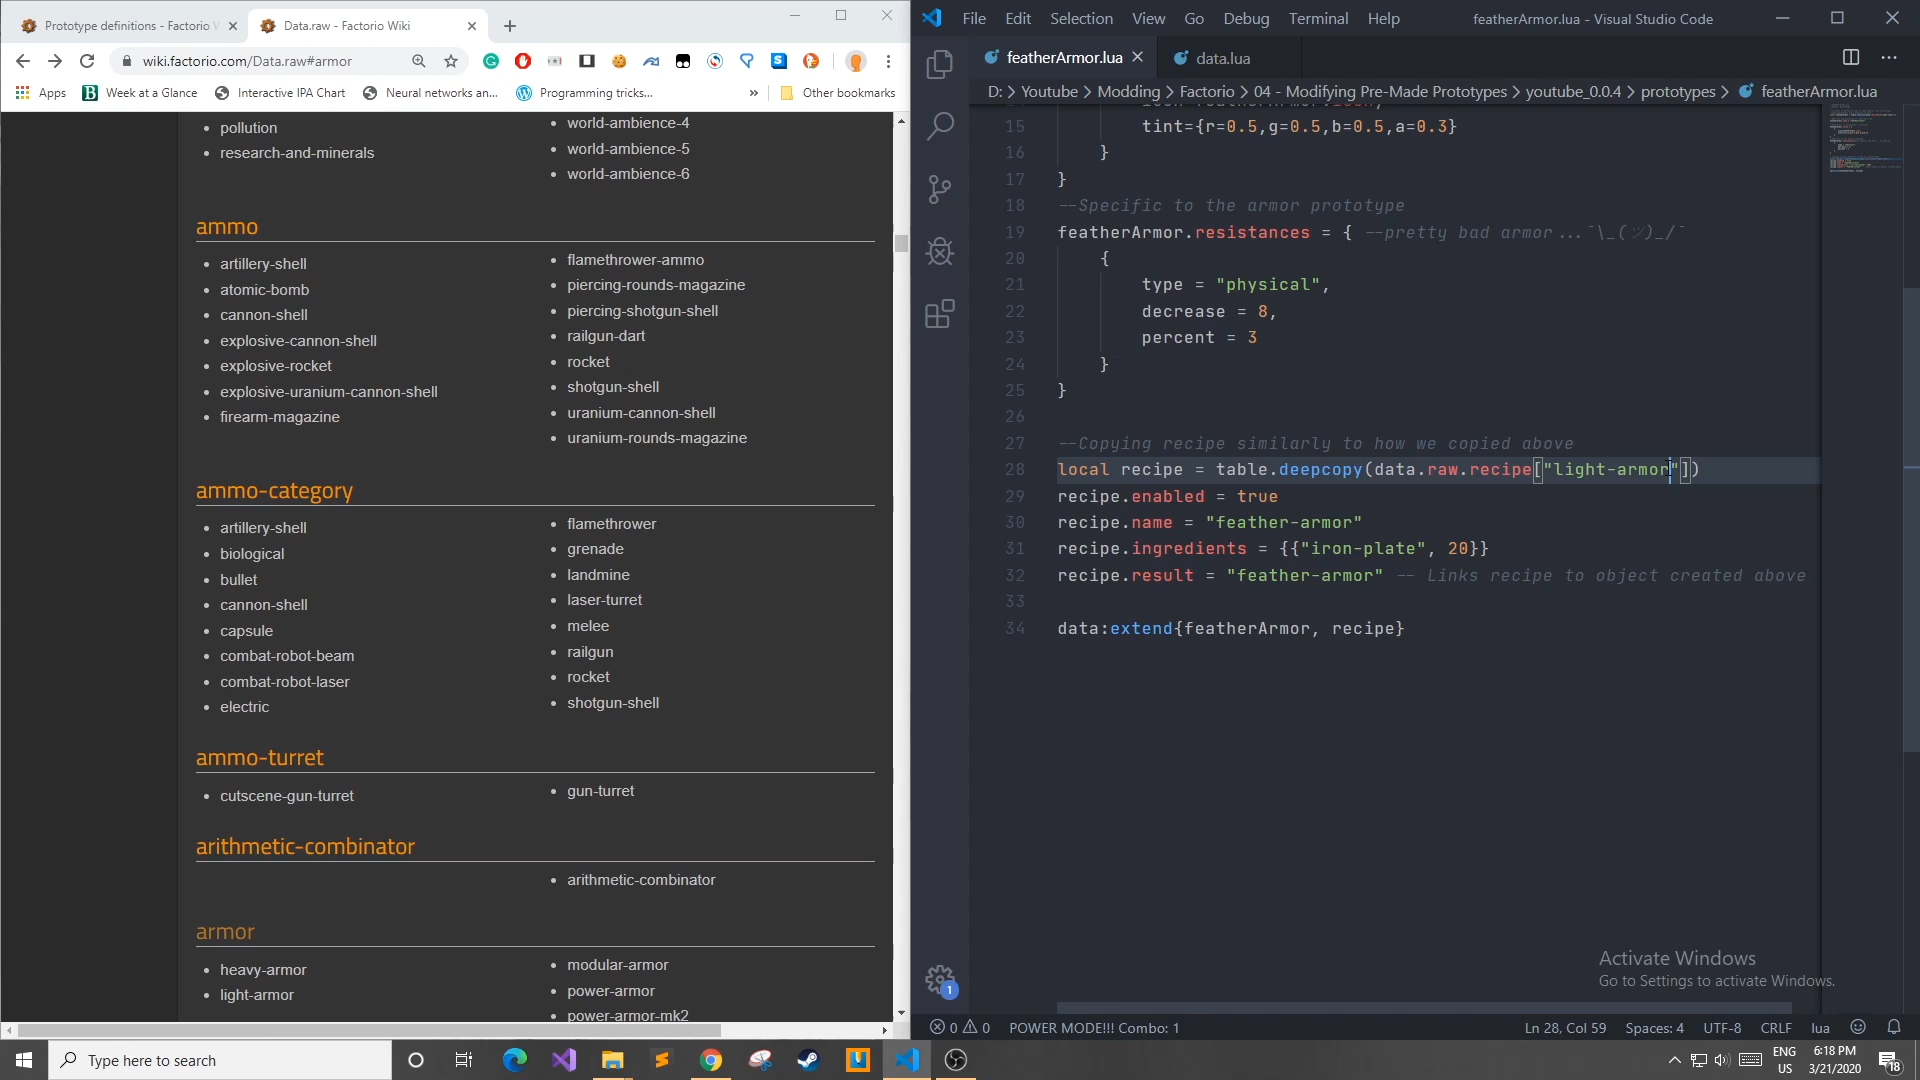 Prototype definitions - Factorio W
Data.raw - Factorio Wiki
wiki.factorio.com/Data.raw#armor
Apps
Week at a Glance
Interactive IPA Chart
Neural networks an...
Programming tricks...
»
Other bookmarks
pollution
research-and-minerals
world-ambience-4
world-ambience-5
world-ambience-6
ammo
artillery-shell
atomic-bomb
cannon-shell
explosive-cannon-shell
explosive-rocket
explosive-uranium-cannon-shell
firearm-magazine
flamethrower-ammo
piercing-rounds-magazine
piercing-shotgun-shell
railgun-dart
rocket
shotgun-shell
uranium-cannon-shell
uranium-rounds-magazine
ammo-category
artillery-shell
biological
bullet
cannon-shell
capsule
combat-robot-beam
combat-robot-laser
electric
flamethrower
grenade
landmine
laser-turret
melee
railgun
rocket
shotgun-shell
ammo-turret
cutscene-gun-turret
gun-turret
arithmetic-combinator
arithmetic-combinator
armor
heavy-armor
light-armor
modular-armor
power-armor
power-armor-mk2
File Edit Selection View Go Debug Terminal Help
featherArmor.lua - Visual Studio Code
featherArmor.lua
data.lua
D: > Youtube > Modding > Factorio > 04 - Modifying Pre-Made Prototypes > youtube_0.0.4 > prototypes > featherArmor.lua
15 tint={r=0.5,g=0.5,b=0.5,a=0.3}
16 }
17 }
18 --Specific to the armor prototype
19 featherArmor.resistances = { --pretty bad armor...¯\_(ツ)_/¯
20 {
21 type = "physical",
22 decrease = 8,
23 percent = 3
24 }
25 }
26
27 --Copying recipe similarly to how we copied above
28 local recipe = table.deepcopy(data.raw.recipe["light-armor"])
29 recipe.enabled = true
30 recipe.name = "feather-armor"
31 recipe.ingredients = {{"iron-plate", 20}}
32 recipe.result = "feather-armor" -- Links recipe to object created above
33
34 data:extend{featherArmor, recipe}
Activate Windows
Go to Settings to activate Windows.
1
0 0 POWER MODE!!! Combo: 1
Ln 28, Col 59 Spaces: 4 UTF-8 CRLF lua
Type here to search
ENG
US
6:18 PM
3/21/2020
18